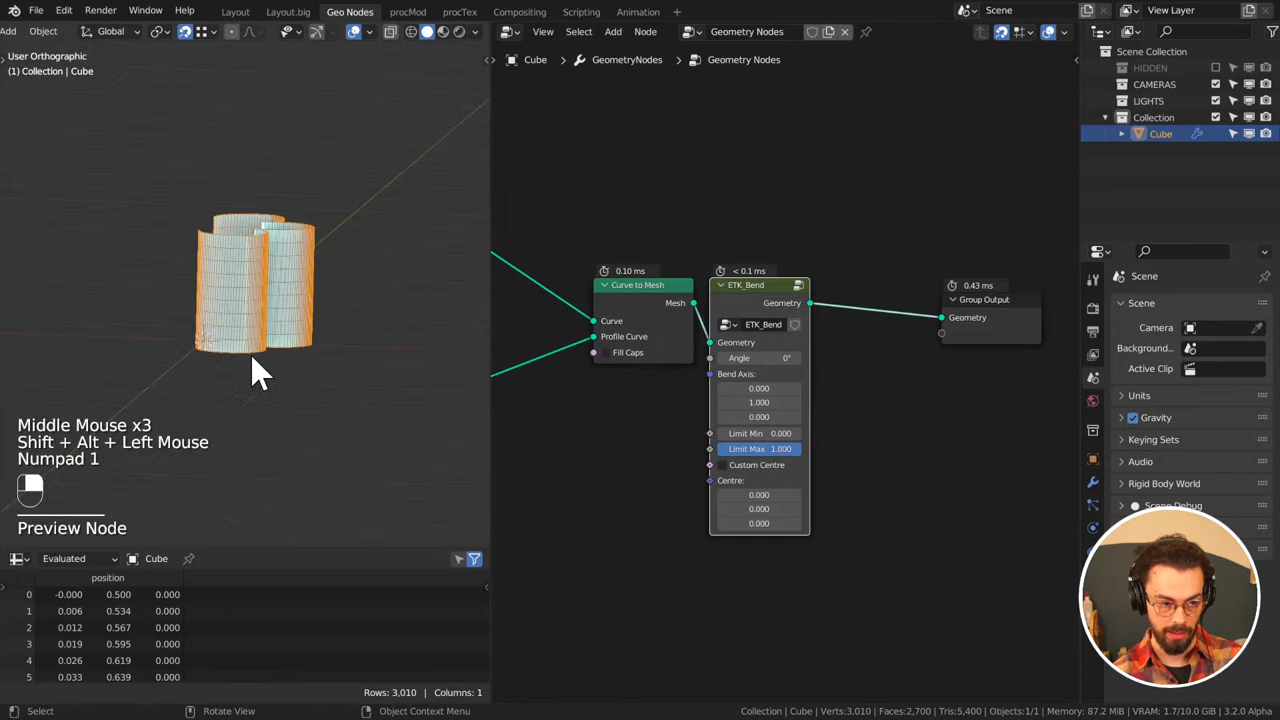 File Edit Render Window Help Layout Layout.big Geo Nodes procMod procTex Compositing Scripting Animation + Scene View Layer
Add Object Global View Select Add Node Geometry Nodes
User Orthographic
(1) Collection | Cube
Cube GeometryNodes Geometry Nodes
Scene Collection
HIDDEN
CAMERAS
LIGHTS
Collection
Cube
0.10 ms
Curve to Mesh
Mesh
Curve
Profile Curve
Fill Caps
< 0.1 ms
ETK_Bend
Geometry
ETK_Bend
Geometry
Angle 0°
Bend Axis:
0.000
1.000
0.000
Limit Min 0.000
Limit Max 1.000
Custom Centre
Centre:
0.000
0.000
0.000
0.43 ms
Group Output
Geometry
Scene
Scene
Camera
Background...
Active Clip
Units
Gravity
Keying Sets
Audio
Rigid Body World
Scene Debug
Middle Mouse x3
Shift + Alt + Left Mouse
Numpad 1
Preview Node
Evaluated Cube
position
0 -0.000 0.500 0.000
1 0.006 0.534 0.000
2 0.012 0.567 0.000
3 0.019 0.595 0.000
4 0.026 0.619 0.000
5 0.033 0.639 0.000
Rows: 3,010 | Columns: 1
Select Rotate View Object Context Menu Collection | Cube | Verts:3,010 | Faces:2,700 | Tris:5,400 | Objects:1/1 | Memory: 87.2 MiB | VRAM: 1.7/10.0 GiB | 3.2.0 Alpha